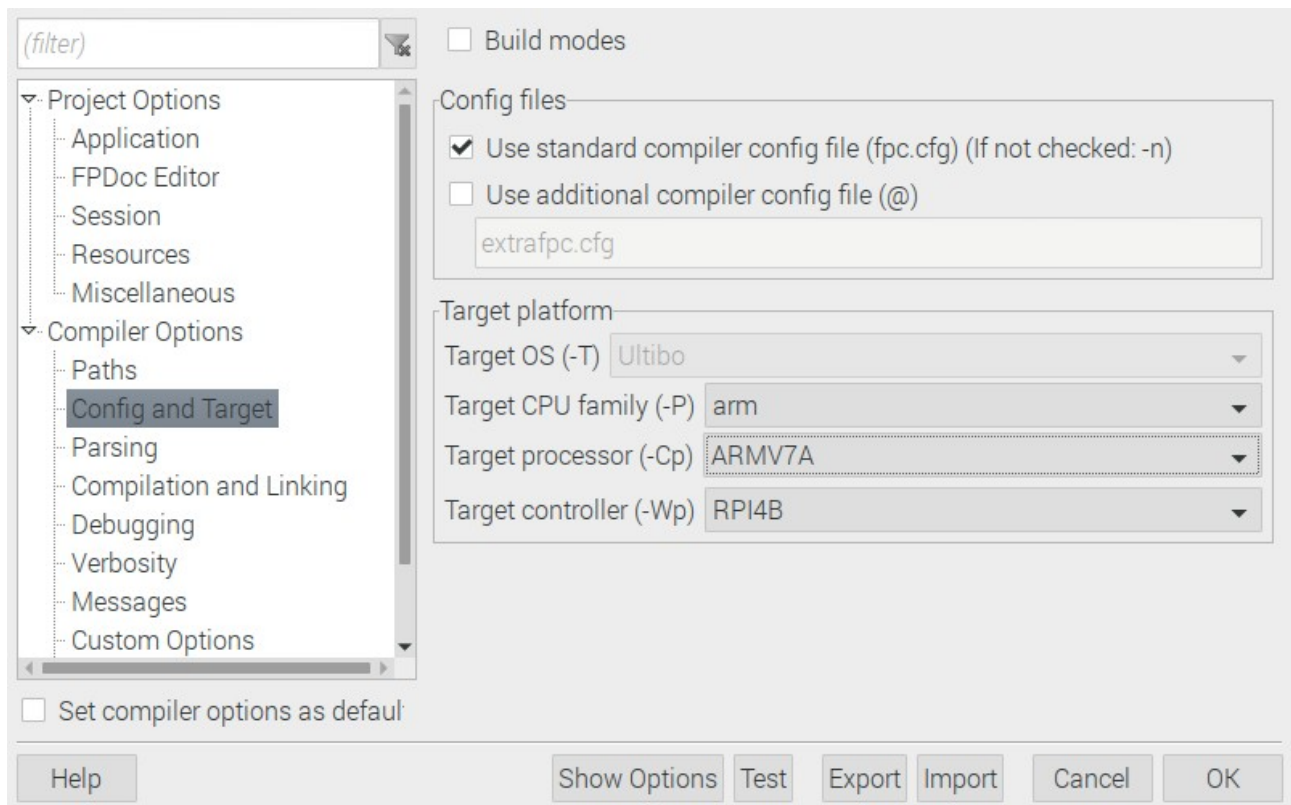 (filter)
Project Options
Application
FPDoc Editor
Session
Resources
Miscellaneous
Compiler Options
Paths
Config and Target
Parsing
Compilation and Linking
Debugging
Verbosity
Messages
Custom Options
Set compiler options as defaul
Build modes
Config files
Use standard compiler config file (fpc.cfg) (If not checked: -n)
Use additional compiler config file (@)
extrafpc.cfg
Target platform
Target OS (-T) Ultibo
Target CPU family (-P) arm
Target processor (-Cp) ARMV7A
Target controller (-Wp) RPI4B
Help Show Options Test Export Import Cancel OK